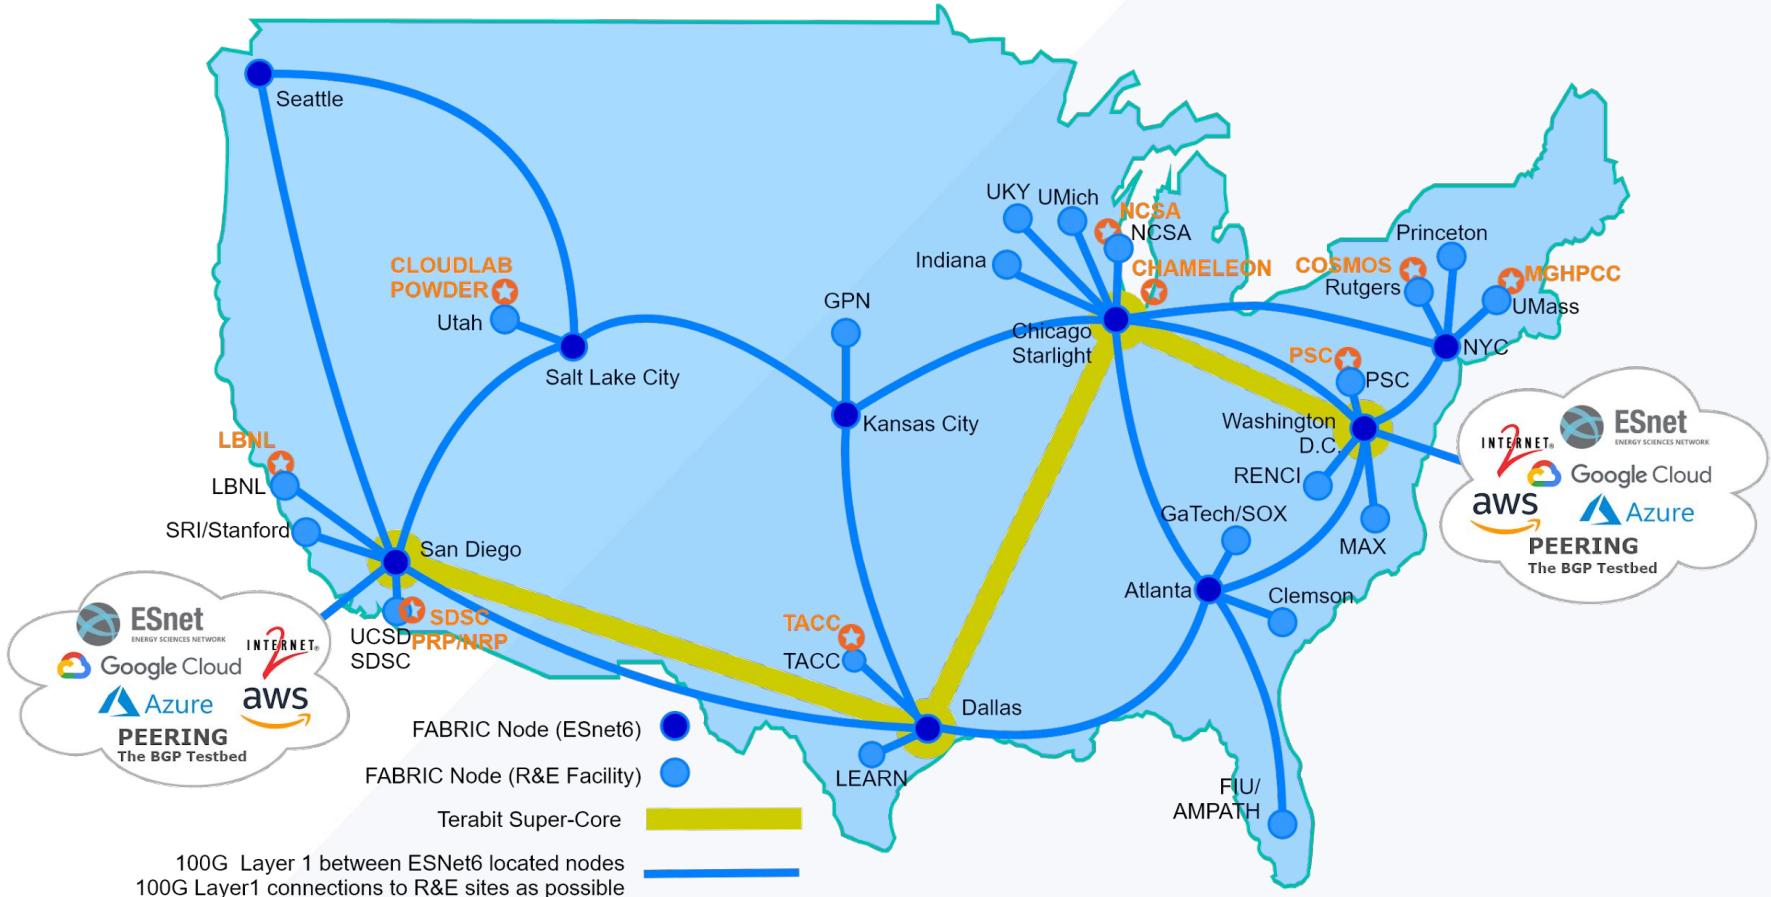 Seattle
UKY
UMich
NCSA
NCSA
Princeton
Indiana
CHAMELEON
COSMOS
Rutgers
MGHPCC
UMass
CLOUDLAB
POWDER
Utah
GPN
Chicago
Starlight
NYC
PSC
PSC
Salt Lake City
Kansas City
Washington
D.C.
LBNL
LBNL
RENCI
SRI/Stanford
San Diego
GaTech/SOX
MAX
Atlanta
Clemson
ESnet
ENERGY SCIENCES NETWORK
INTERNET®
2
Google Cloud
aws
Azure
PEERING
The BGP Testbed
ESnet
ENERGY SCIENCES NETWORK
INTERNET®
2
Google Cloud
Azure
aws
PEERING
The BGP Testbed
UCSD
SDSC
SDSC
PRP/NRP
TACC
TACC
Dallas
LEARN
FIU/
AMPATH
FABRIC Node (ESnet6)
FABRIC Node (R&E Facility)
Terabit Super-Core
100G Layer 1 between ESNet6 located nodes
100G Layer1 connections to R&E sites as possible